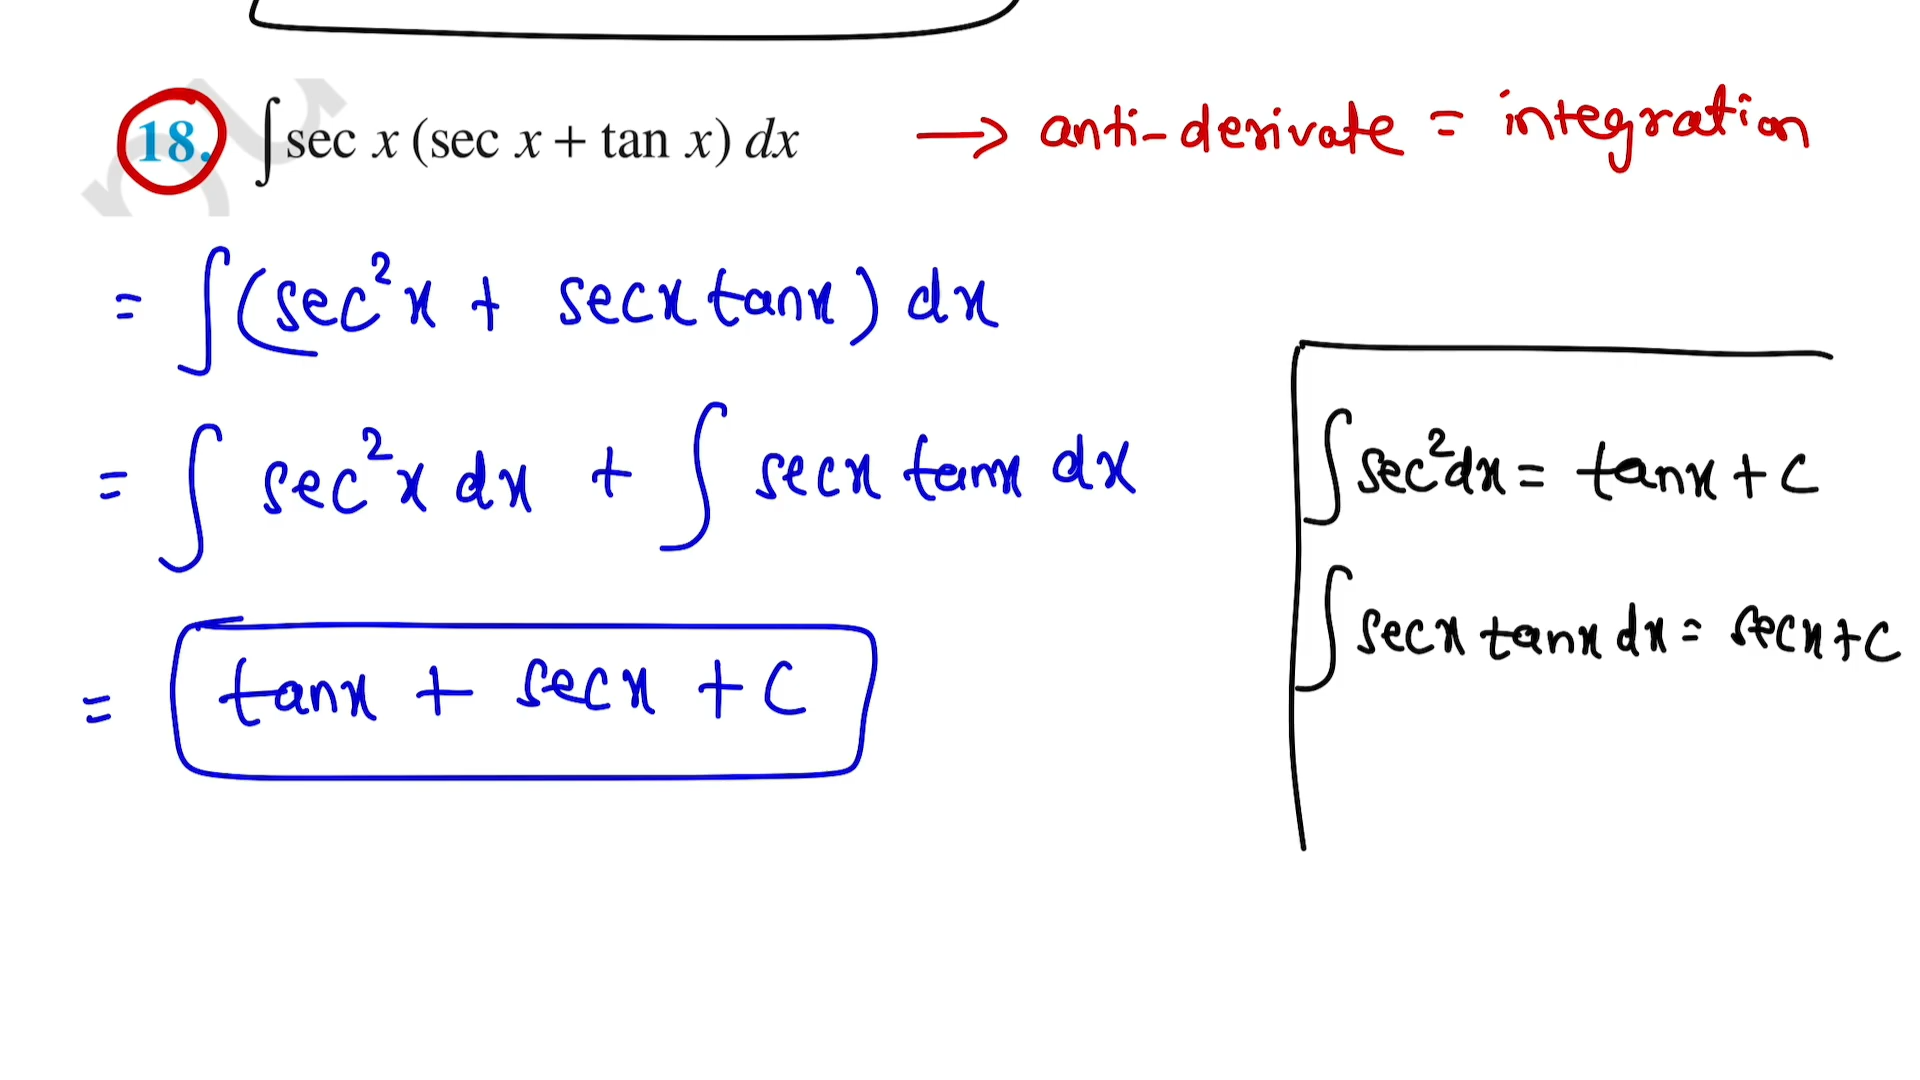 18. ∫ sec x (sec x + tan x) dx → anti-derivate = integration
= ∫ (sec²x + secx tanx) dx
= ∫ sec²x dx + ∫ secx tanx dx
= tanx + secx + C
∫ sec²dx = tanx + C
∫ secx tanx dx = secx + C